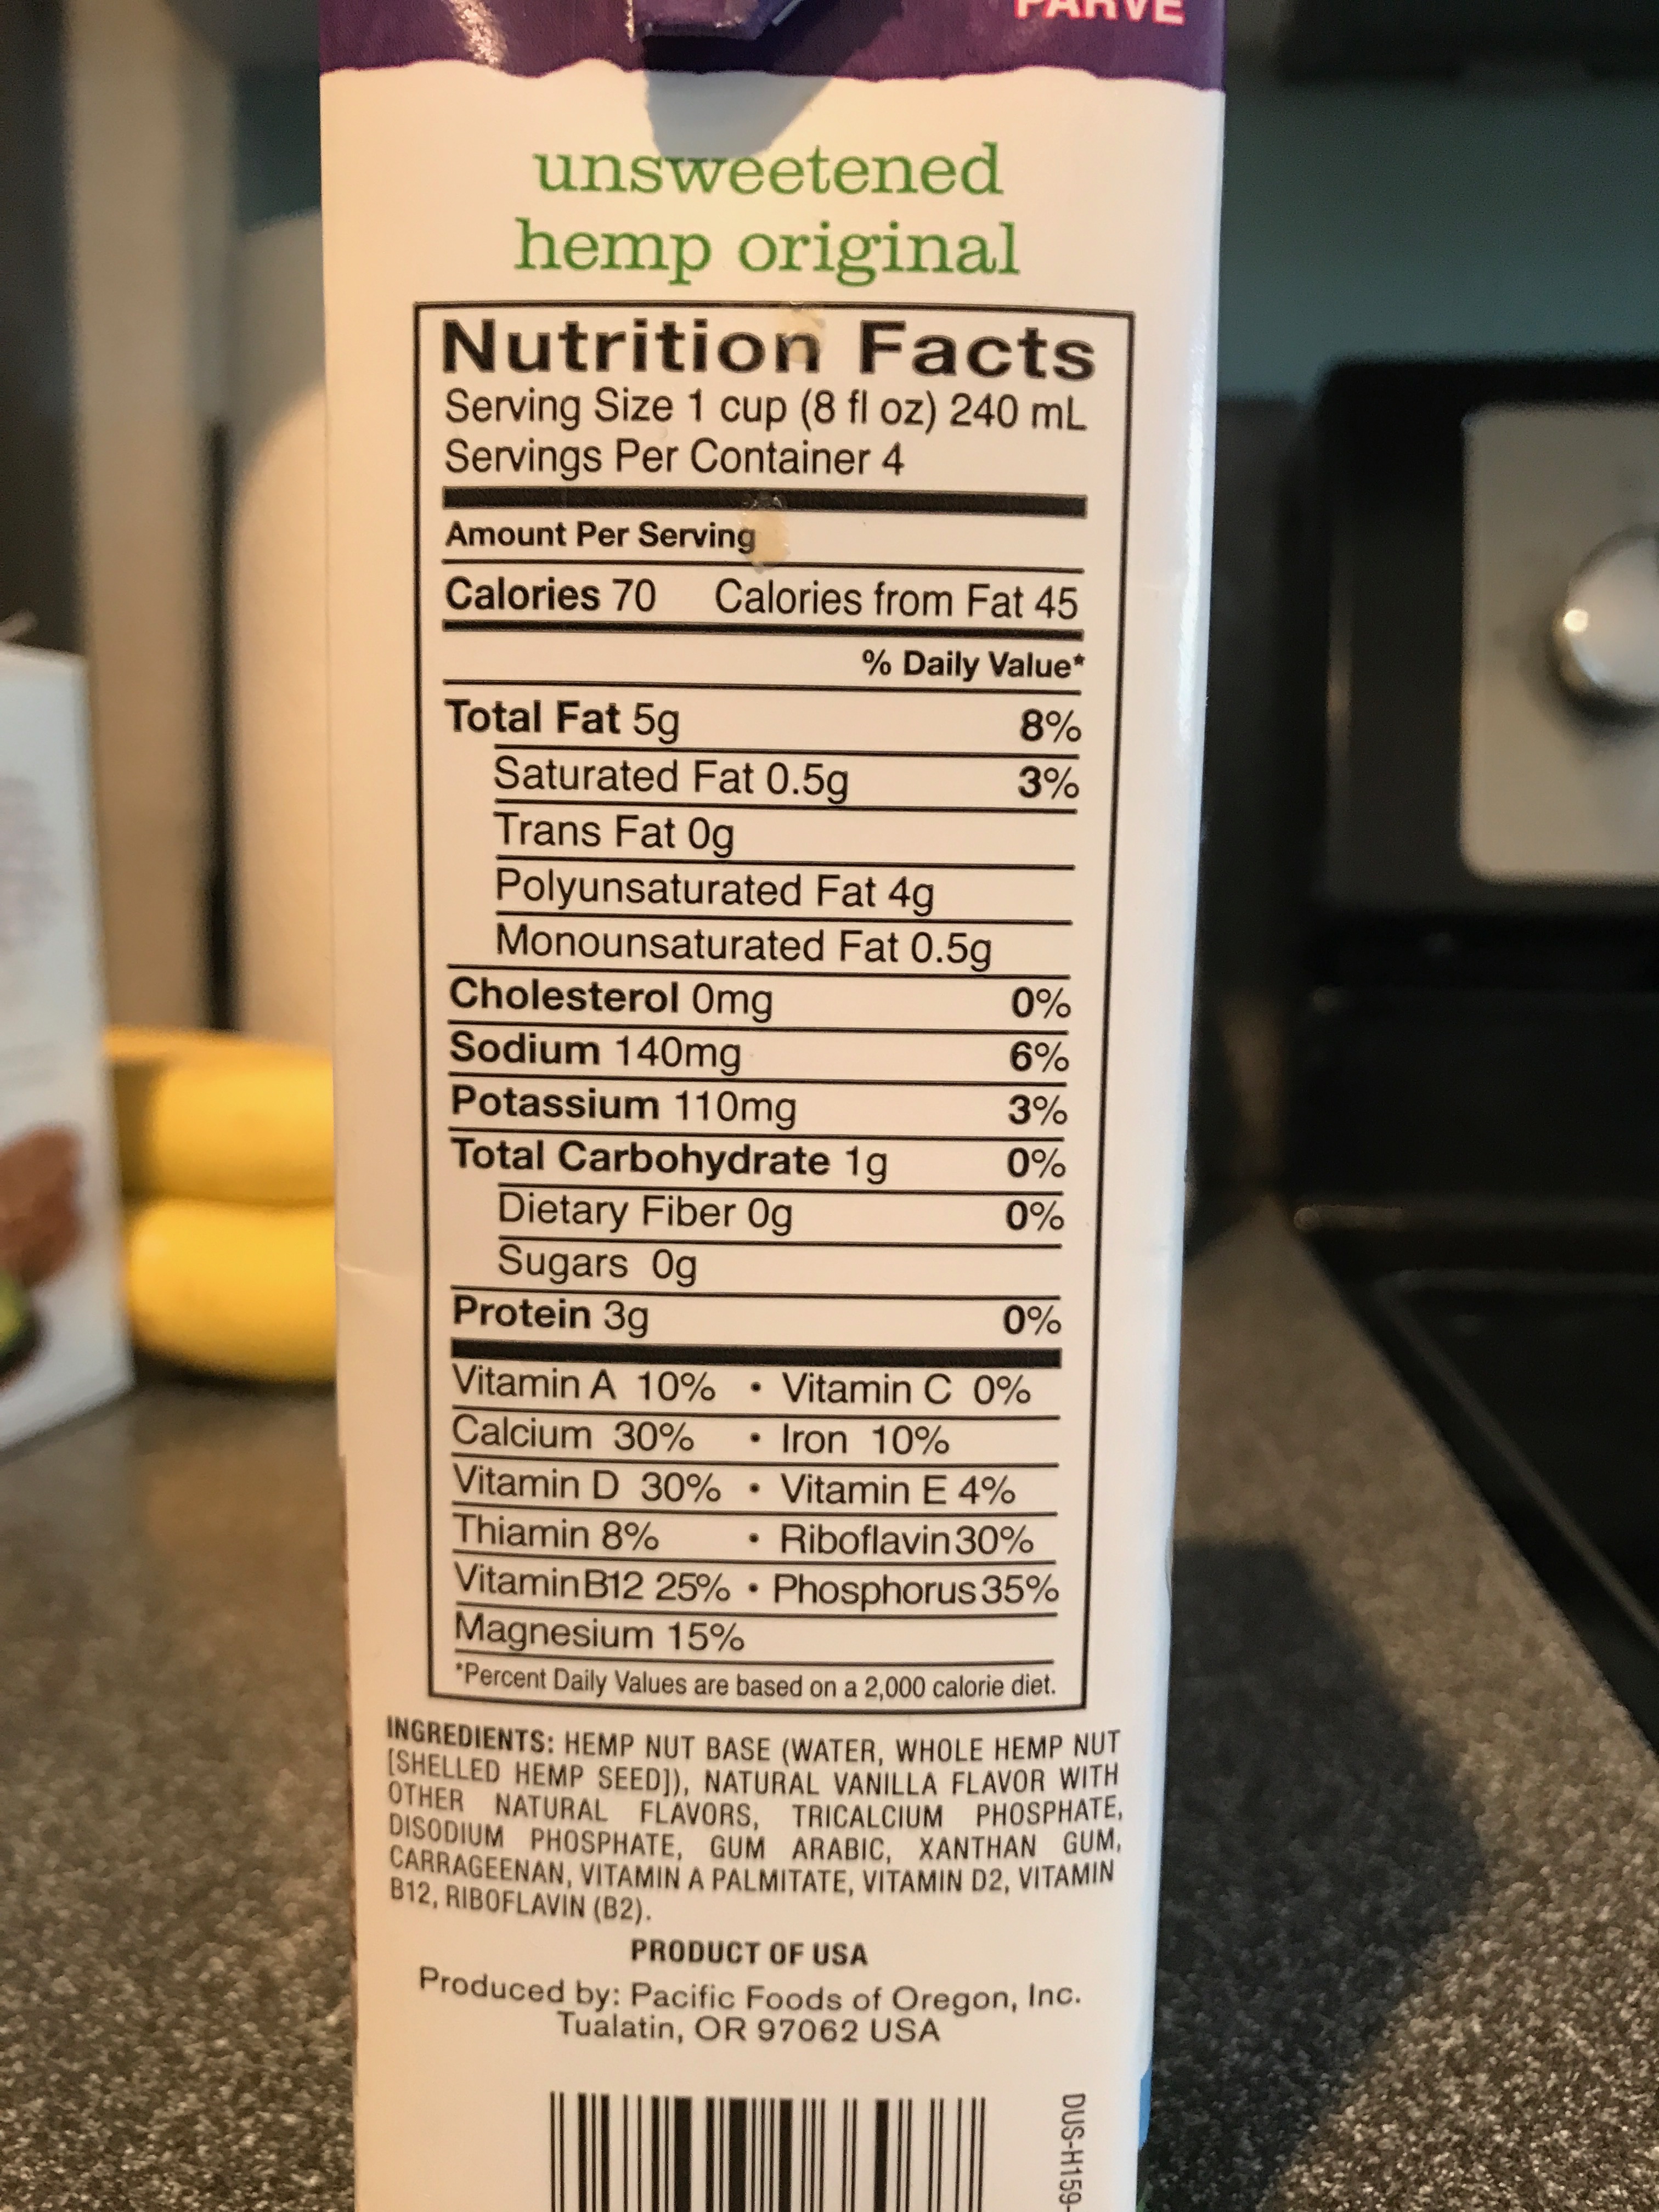 PARVE
unsweetened
hemp original
Nutrition Facts
Serving Size 1 cup (8 fl oz) 240 mL
Servings Per Container 4
Amount Per Serving
Calories 70 Calories from Fat 45
% Daily Value*
Total Fat 5g 8%
Saturated Fat 0.5g 3%
Trans Fat 0g
Polyunsaturated Fat 4g
Monounsaturated Fat 0.5g
Cholesterol 0mg 0%
Sodium 140mg 6%
Potassium 110mg 3%
Total Carbohydrate 1g 0%
Dietary Fiber 0g 0%
Sugars 0g
Protein 3g 0%
Vitamin A 10% • Vitamin C 0%
Calcium 30% • Iron 10%
Vitamin D 30% • Vitamin E 4%
Thiamin 8% • Riboflavin 30%
Vitamin B12 25% • Phosphorus 35%
Magnesium 15%
*Percent Daily Values are based on a 2,000 calorie diet.
INGREDIENTS: HEMP NUT BASE (WATER, WHOLE HEMP NUT
[SHELLED HEMP SEED]), NATURAL VANILLA FLAVOR WITH
OTHER NATURAL FLAVORS, TRICALCIUM PHOSPHATE,
DISODIUM PHOSPHATE, GUM ARABIC, XANTHAN GUM,
CARRAGEENAN, VITAMIN A PALMITATE, VITAMIN D2, VITAMIN
B12, RIBOFLAVIN (B2).
PRODUCT OF USA
Produced by: Pacific Foods of Oregon, Inc.
Tualatin, OR 97062 USA
DUS-H159-